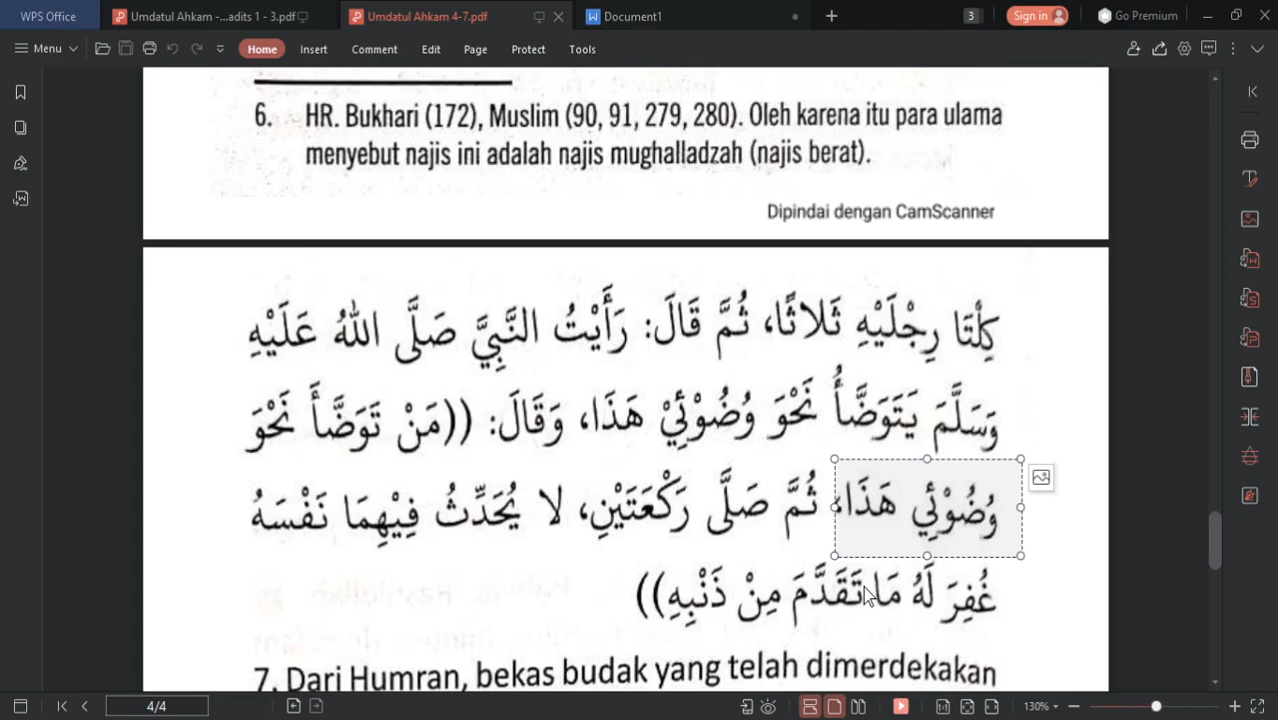 WPS Office
Umdatul Ahkam -...adits 1 - 3.pdf
Umdatul Ahkam 4-7.pdf
Document1
3
Sign in
Go Premium
Menu
Home
Insert
Comment
Edit
Page
Protect
Tools
6. HR. Bukhari (172), Muslim (90, 91, 279, 280). Oleh karena itu para ulama
menyebut najis ini adalah najis mughalladzah (najis berat).
Dipindai dengan CamScanner
كِلْتَا رِجْلَيْهِ ثَلاثًا، ثُمَّ قَالَ: رَأَيْتُ النَّبِيَّ صَلَّى اللهُ عَلَيْهِ
وَسَلَّمَ يَتَوَضَّأُ نَحْوَ وُضُوْئِيْ هَذَا، وَقَالَ: ((مَنْ تَوَضَّأَ نَحْوَ
وُضُوْئِي هَذَا، ثُمَّ صَلَّى رَكْعَتَيْنِ، لا يُحَدِّثُ فِيْهِمَا نَفْسَهُ
غُفِر لَهُ مَا تَقَدَّمَ مِنْ ذَنْبِهِ))
7. Dari Humran, bekas budak yang telah dimerdekakan
4/4
130%